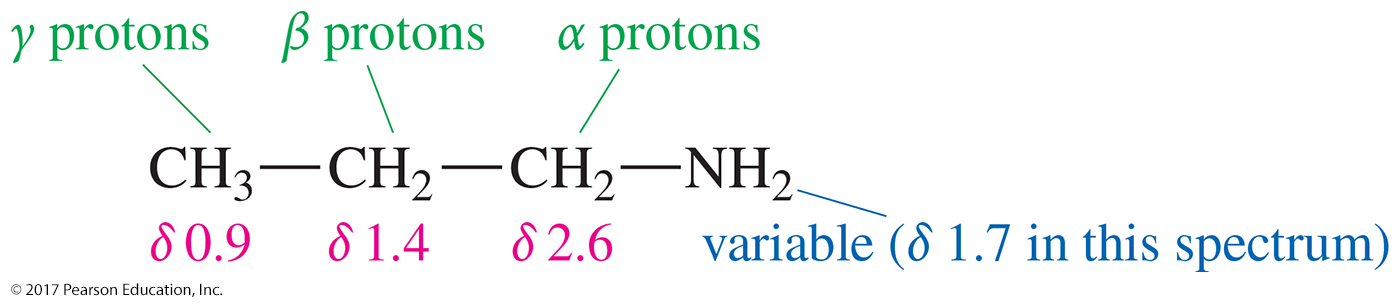 γ protons β protons α protons
CH₃—CH₂—CH₂—NH₂
δ 0.9 δ 1.4 δ 2.6 variable (δ 1.7 in this spectrum)
© 2017 Pearson Education, Inc.